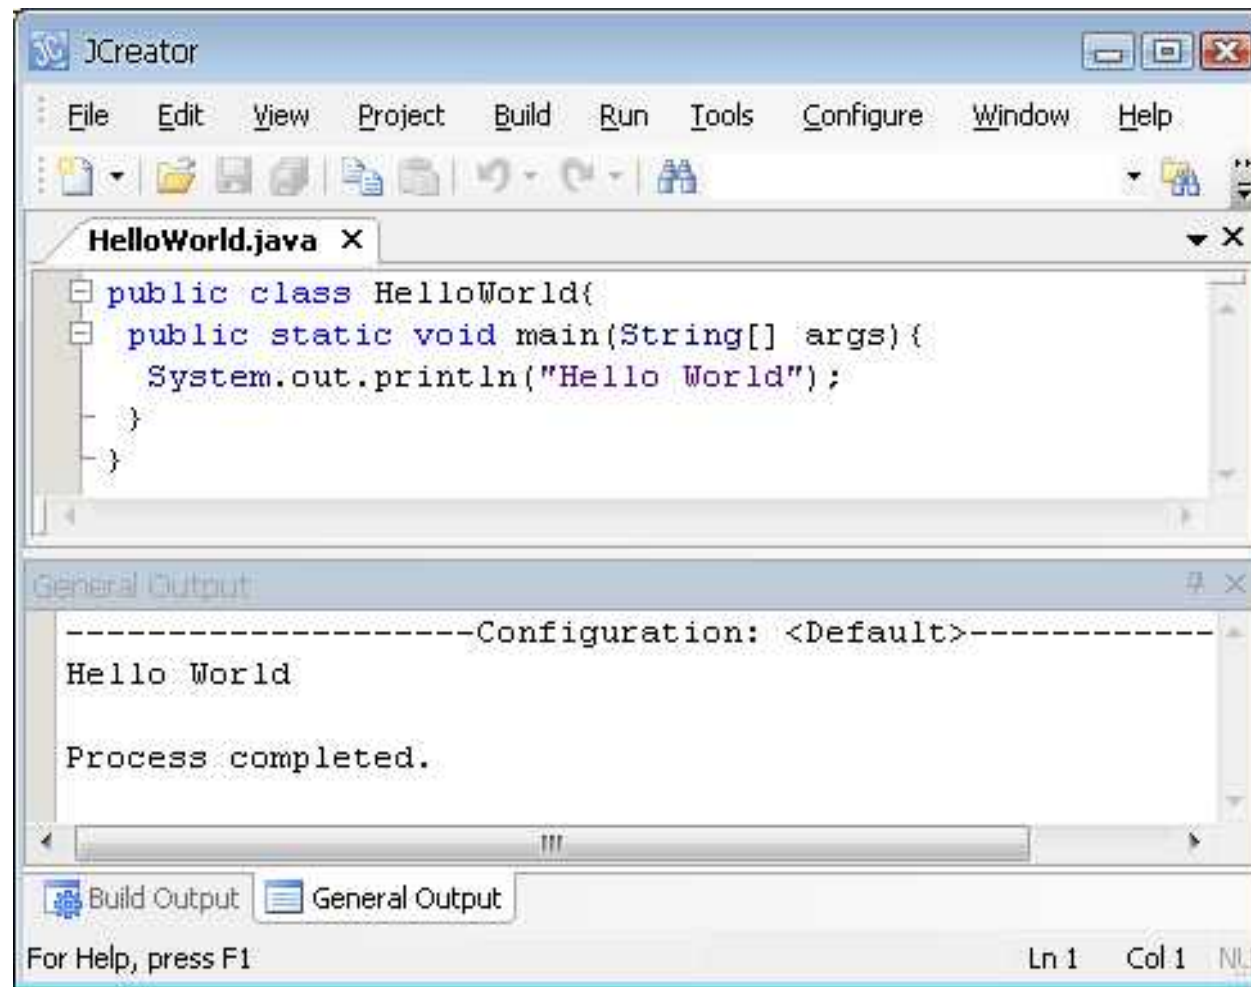 JCreator
File Edit View Project Build Run Tools Configure Window Help
HelloWorld.java
public class HelloWorld{
public static void main(String[] args){
System.out.println("Hello World");
}
}
General Output
--------------------Configuration: <Default>------------
Hello World
Process completed.
Build Output General Output
For Help, press F1 Ln 1 Col 1